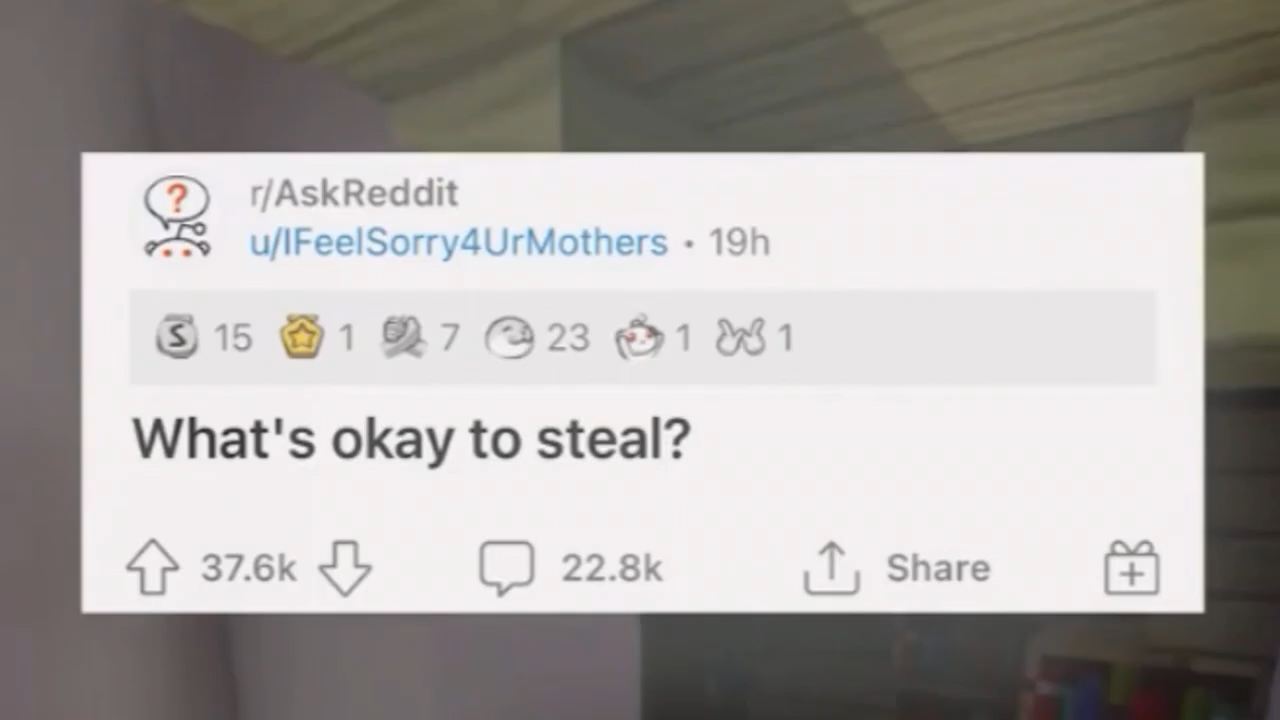 r/AskReddit
u/IFeelSorry4UrMothers • 19h
15 1 7 23 1 1
What's okay to steal?
37.6k 22.8k Share